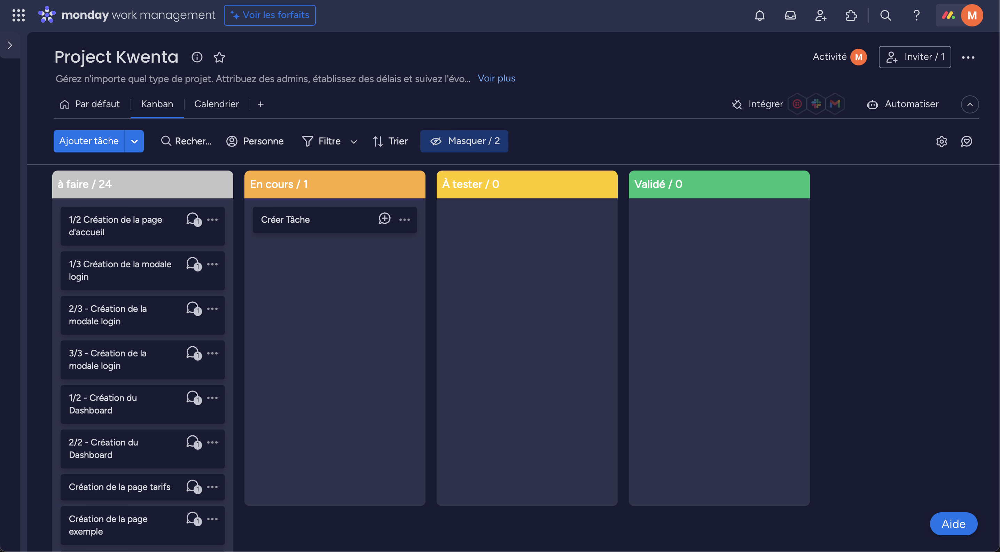 monday work management
Voir les forfaits
M
Project Kwenta
Activité M
Inviter / 1
Gérez n'importe quel type de projet. Attribuez des admins, établissez des délais et suivez l'évo... Voir plus
Par défaut
Kanban
Calendrier
+
Intégrer
Automatiser
Ajouter tâche
Recher...
Personne
Filtre
Trier
Masquer / 2
à faire / 24
1/2 Création de la page
d'accueil
1
1/3 Création de la modale
login
1
2/3 - Création de la
modale login
1
3/3 - Création de la
modale login
1
1/2 - Création du
Dashboard
1
2/2 - Création du
Dashboard
1
Création de la page tarifs
1
Création de la page
exemple
1
En cours / 1
Créer Tâche
À tester / 0
Validé / 0
Aide